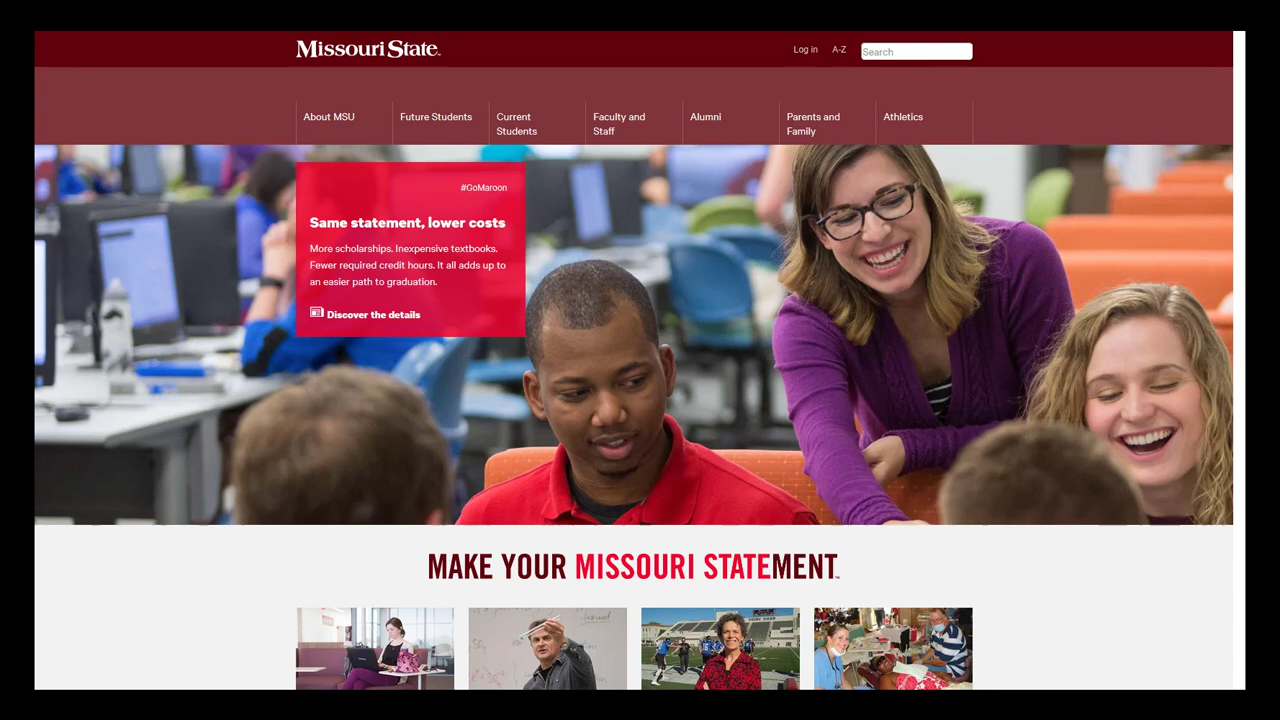 Missouri State™
Log in
A-Z
Search
About MSU
Future Students
Current
Students
Faculty and
Staff
Alumni
Parents and
Family
Athletics
#GoMaroon
Same statement, lower costs
More scholarships. Inexpensive textbooks.
Fewer required credit hours. It all adds up to
an easier path to graduation.
Discover the details
MAKE YOUR MISSOURI STATEMENT™